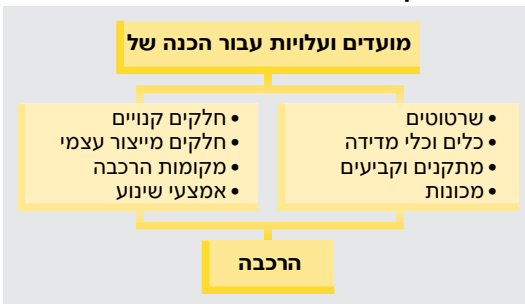 מועדים ועלויות עבור הכנה של
• שרטוטים
• כלים וכלי מדידה
• מתקנים וקביעים
• מכונות
• חלקים קנויים
• חלקים מייצור עצמי
• מקומות הרכבה
• אמצעי שינוע
הרכבה